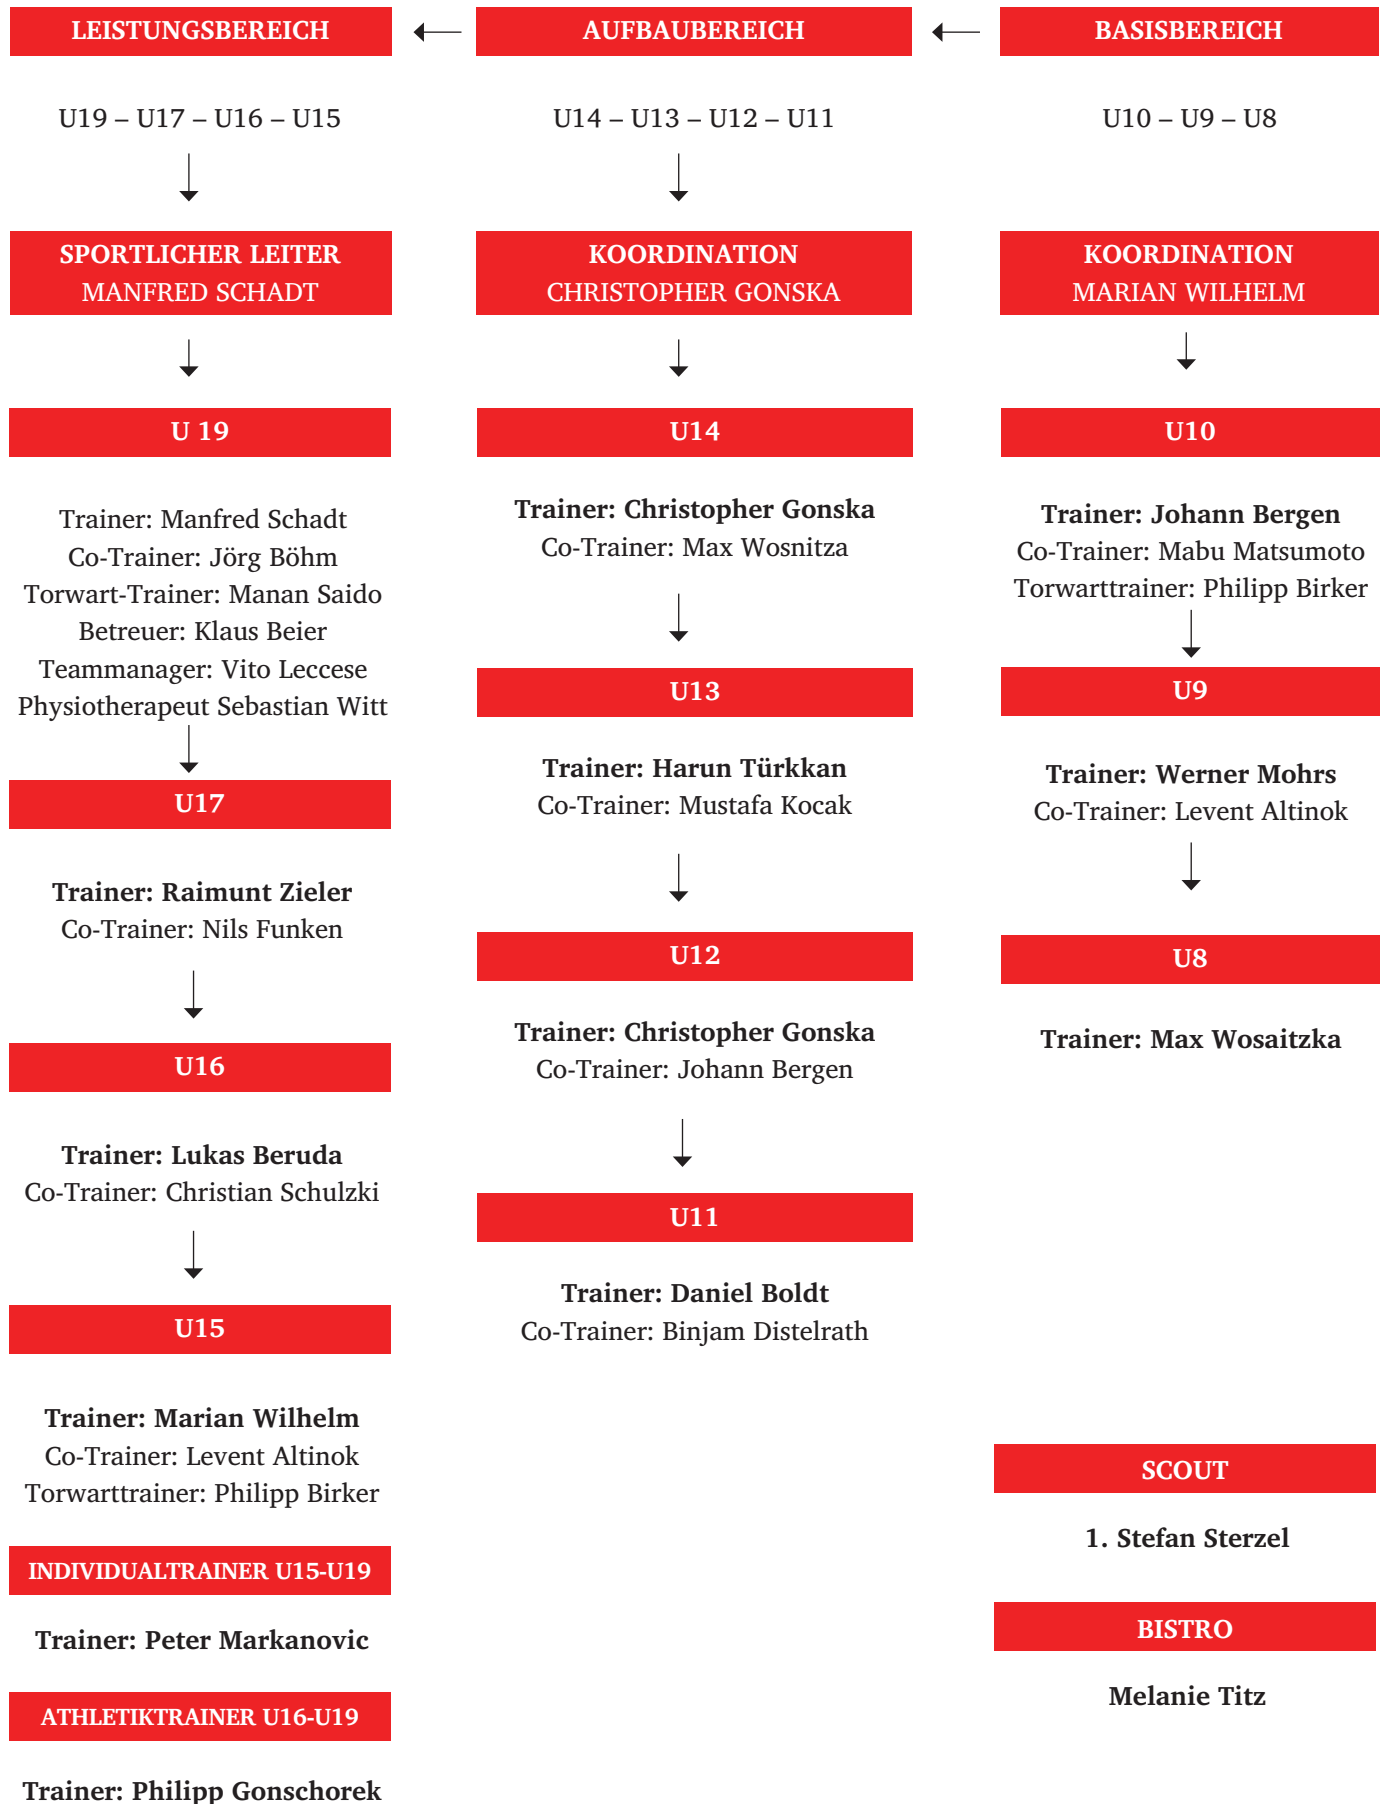 LEISTUNGSBEREICH
U19 – U17 – U16 – U15
SPORTLICHER LEITER
MANFRED SCHADT
U 19
Trainer: Manfred Schadt
Co-Trainer: Jörg Böhm
Torwart-Trainer: Manan Saido
Betreuer: Klaus Beier
Teammanager: Vito Leccese
Physiotherapeut Sebastian Witt
U17
Trainer: Raimunt Zieler
Co-Trainer: Nils Funken
U16
Trainer: Lukas Beruda
Co-Trainer: Christian Schulzki
U15
Trainer: Marian Wilhelm
Co-Trainer: Levent Altinok
Torwarttrainer: Philipp Birker
INDIVIDUALTRAINER U15-U19
Trainer: Peter Markanovic
ATHLETIKTRAINER U16-U19
Trainer: Philipp Gonschorek
AUFBAUBEREICH
U14 – U13 – U12 – U11
KOORDINATION
CHRISTOPHER GONSKA
U14
Trainer: Christopher Gonska
Co-Trainer: Max Wosnitza
U13
Trainer: Harun Türkkan
Co-Trainer: Mustafa Kocak
U12
Trainer: Christopher Gonska
Co-Trainer: Johann Bergen
U11
Trainer: Daniel Boldt
Co-Trainer: Binjam Distelrath
BASISBEREICH
U10 – U9 – U8
KOORDINATION
MARIAN WILHELM
U10
Trainer: Johann Bergen
Co-Trainer: Mabu Matsumoto
Torwarttrainer: Philipp Birker
U9
Trainer: Werner Mohrs
Co-Trainer: Levent Altinok
U8
Trainer: Max Wosaitzka
SCOUT
1. Stefan Sterzel
BISTRO
Melanie Titz